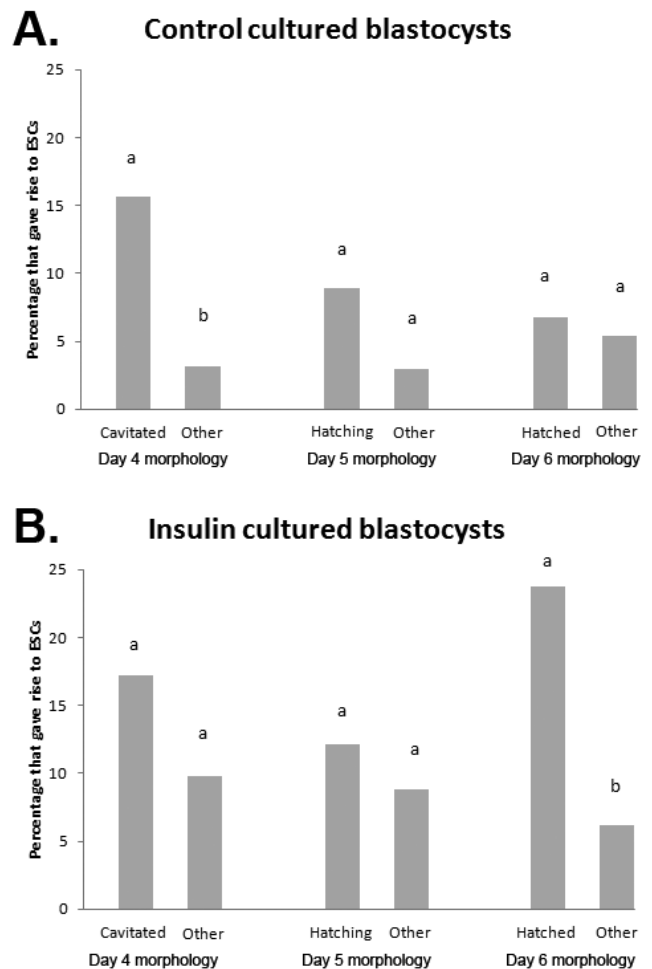 A. Control cultured blastocysts
Percentage that gave rise to ESCs
25
20
15
10
5
0
a
b
a
a
a
a
Cavitated Other Hatching Other Hatched Other
Day 4 morphology Day 5 morphology Day 6 morphology
B. Insulin cultured blastocysts
Percentage that gave rise to ESCs
25
20
15
10
5
0
a
a
a
a
a
b
Cavitated Other Hatching Other Hatched Other
Day 4 morphology Day 5 morphology Day 6 morphology